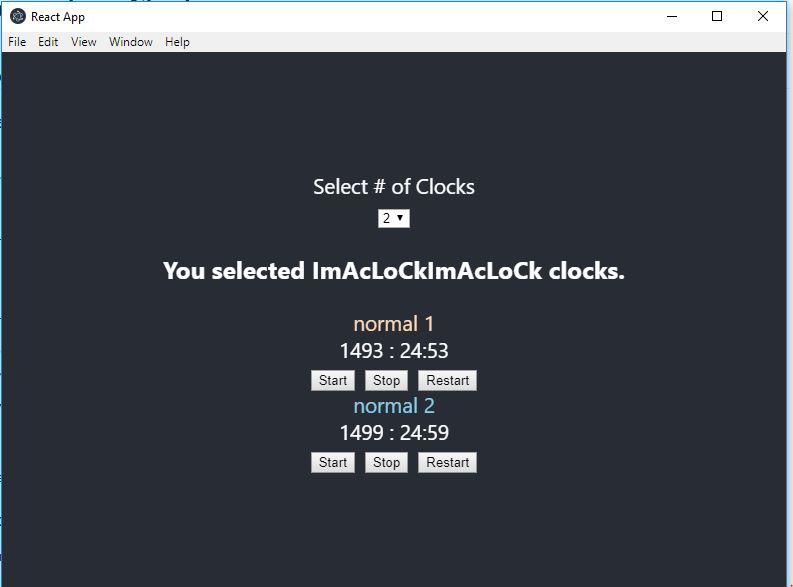 React App
File Edit View Window Help
Select # of Clocks
2
You selected ImAcLoCkImAcLoCk clocks.
normal 1
1493 : 24:53
Start Stop Restart
normal 2
1499 : 24:59
Start Stop Restart